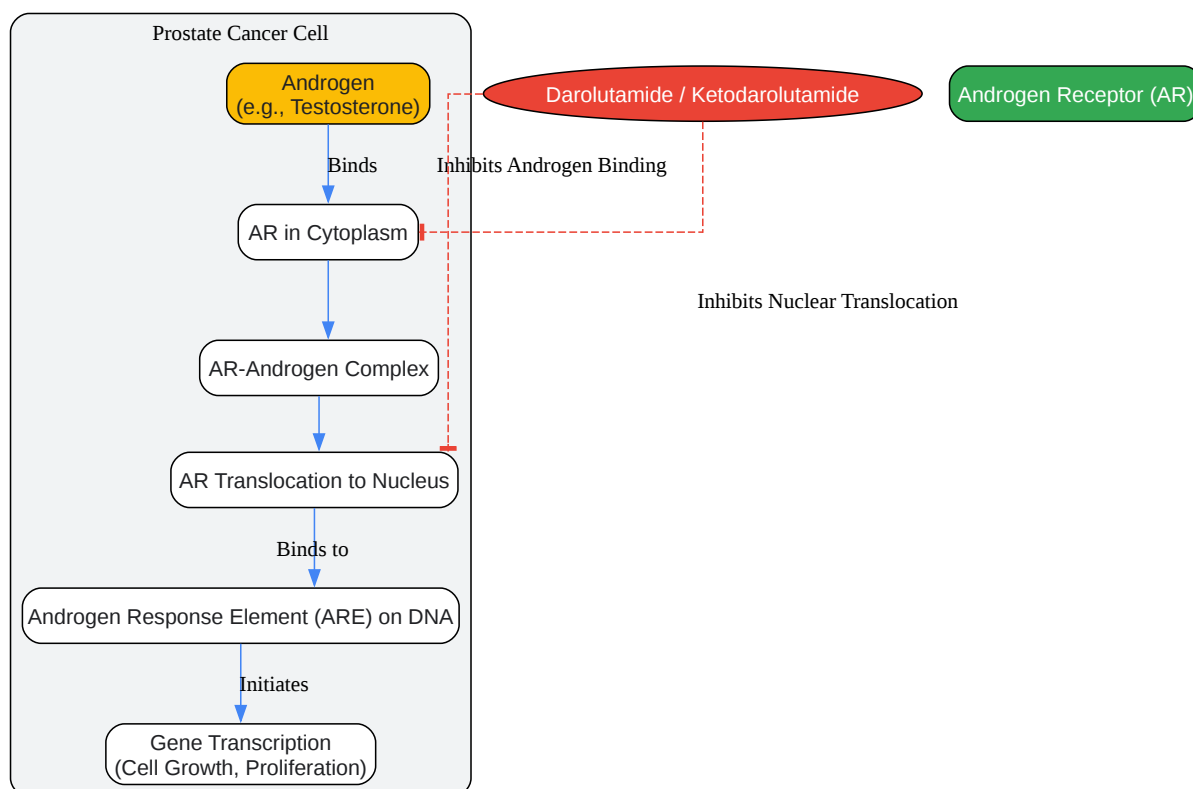 Prostate Cancer Cell
Androgen
(e.g., Testosterone)
Darolutamide / Ketodarolutamide
Androgen Receptor (AR)
Binds
Inhibits Androgen Binding
AR in Cytoplasm
Inhibits Nuclear Translocation
AR-Androgen Complex
AR Translocation to Nucleus
Binds to
Androgen Response Element (ARE) on DNA
Initiates
Gene Transcription
(Cell Growth, Proliferation)